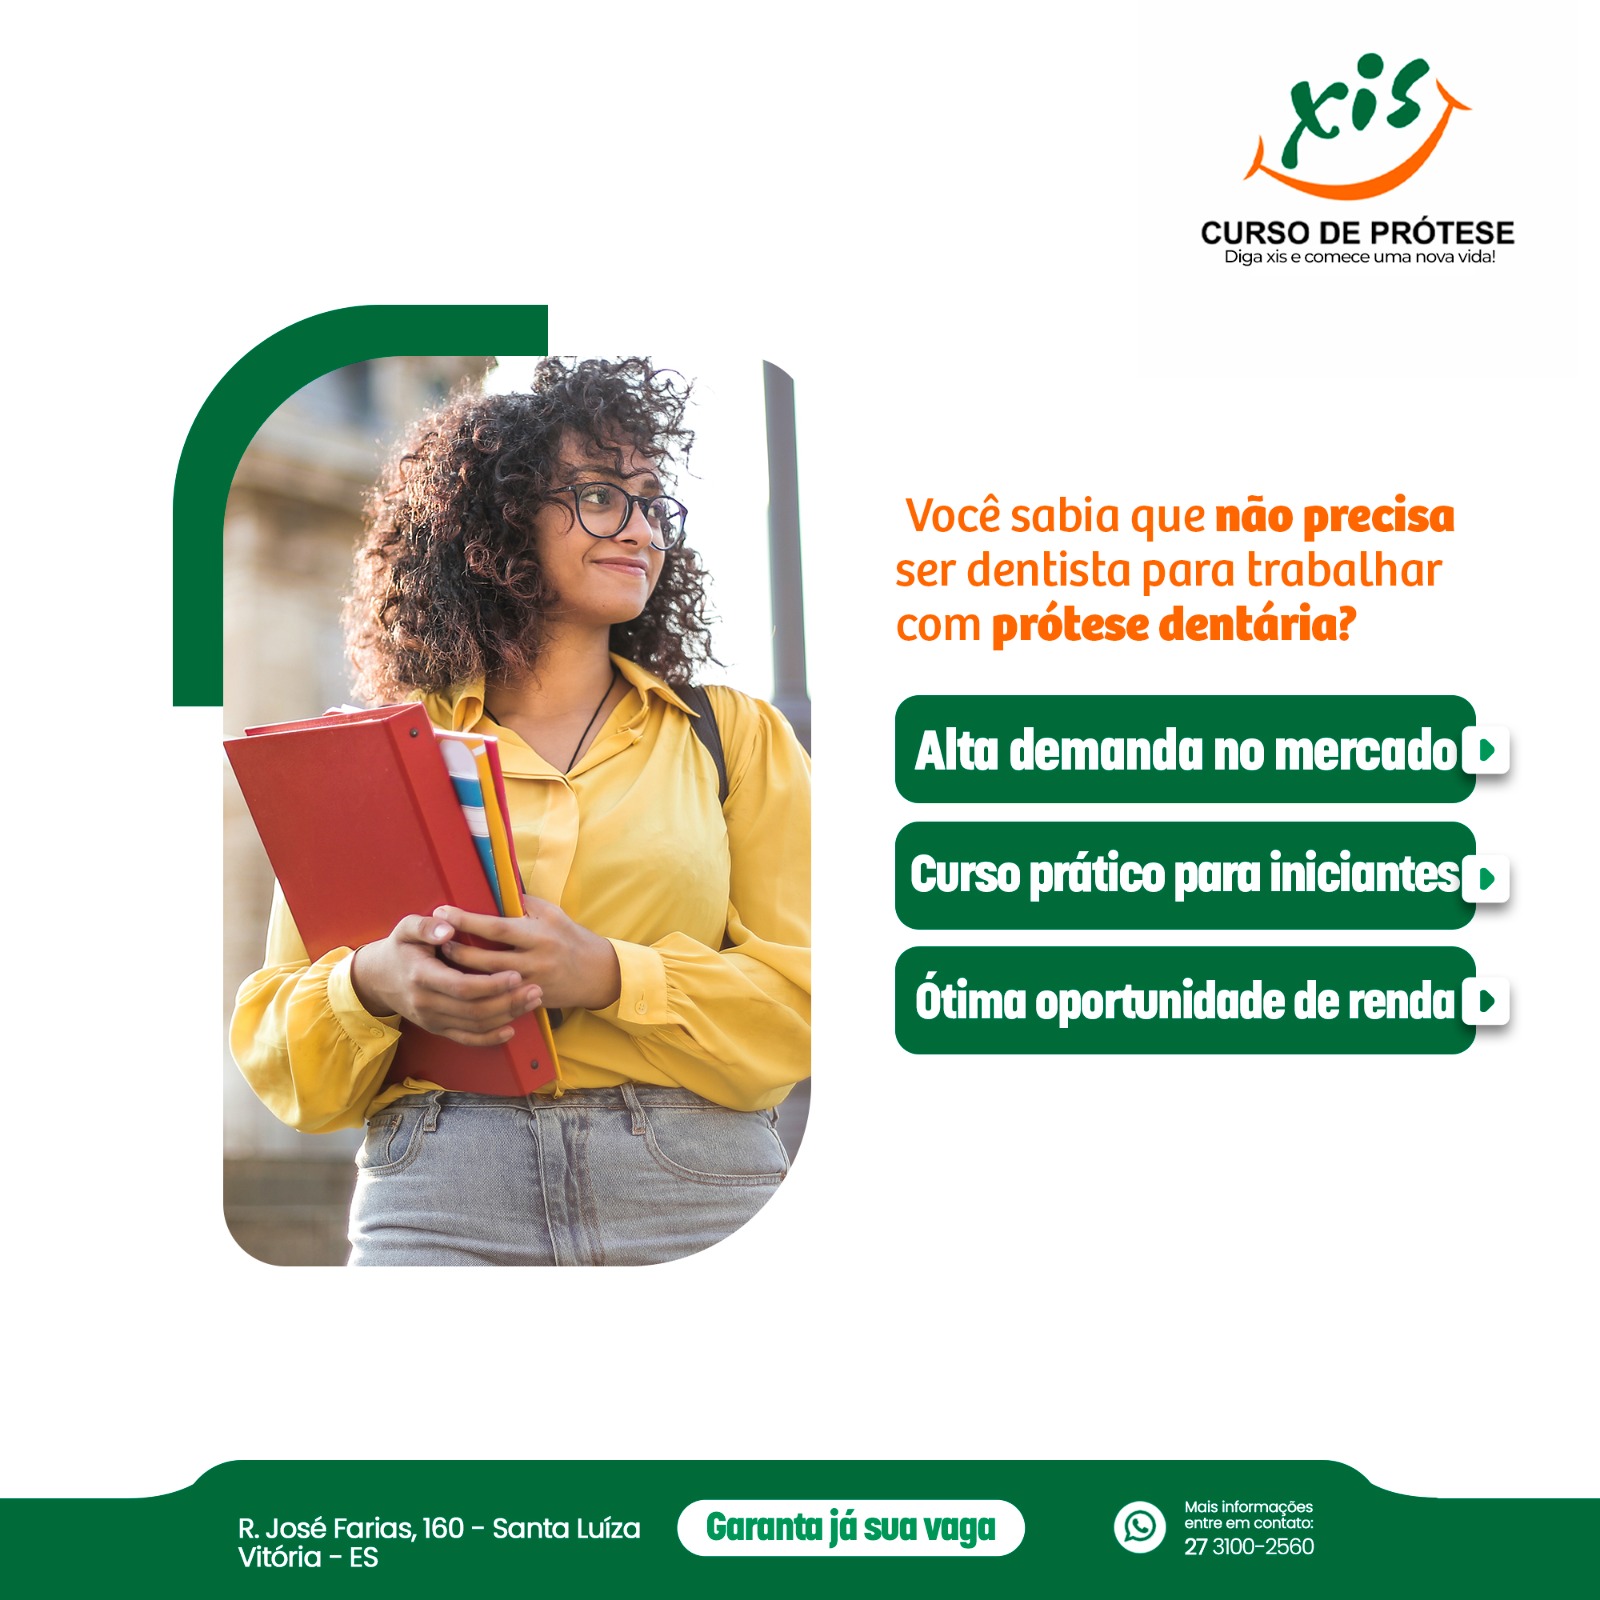 xis
CURSO DE PRÓTESE
Diga xis e comece uma nova vida!
Você sabia que não precisa
ser dentista para trabalhar
com prótese dentária?
Alta demanda no mercado
Curso prático para iniciantes
Ótima oportunidade de renda
R. José Farias, 160 - Santa Luíza
Vitória - ES
Garanta já sua vaga
Mais informações
entre em contato:
27 3100-2560